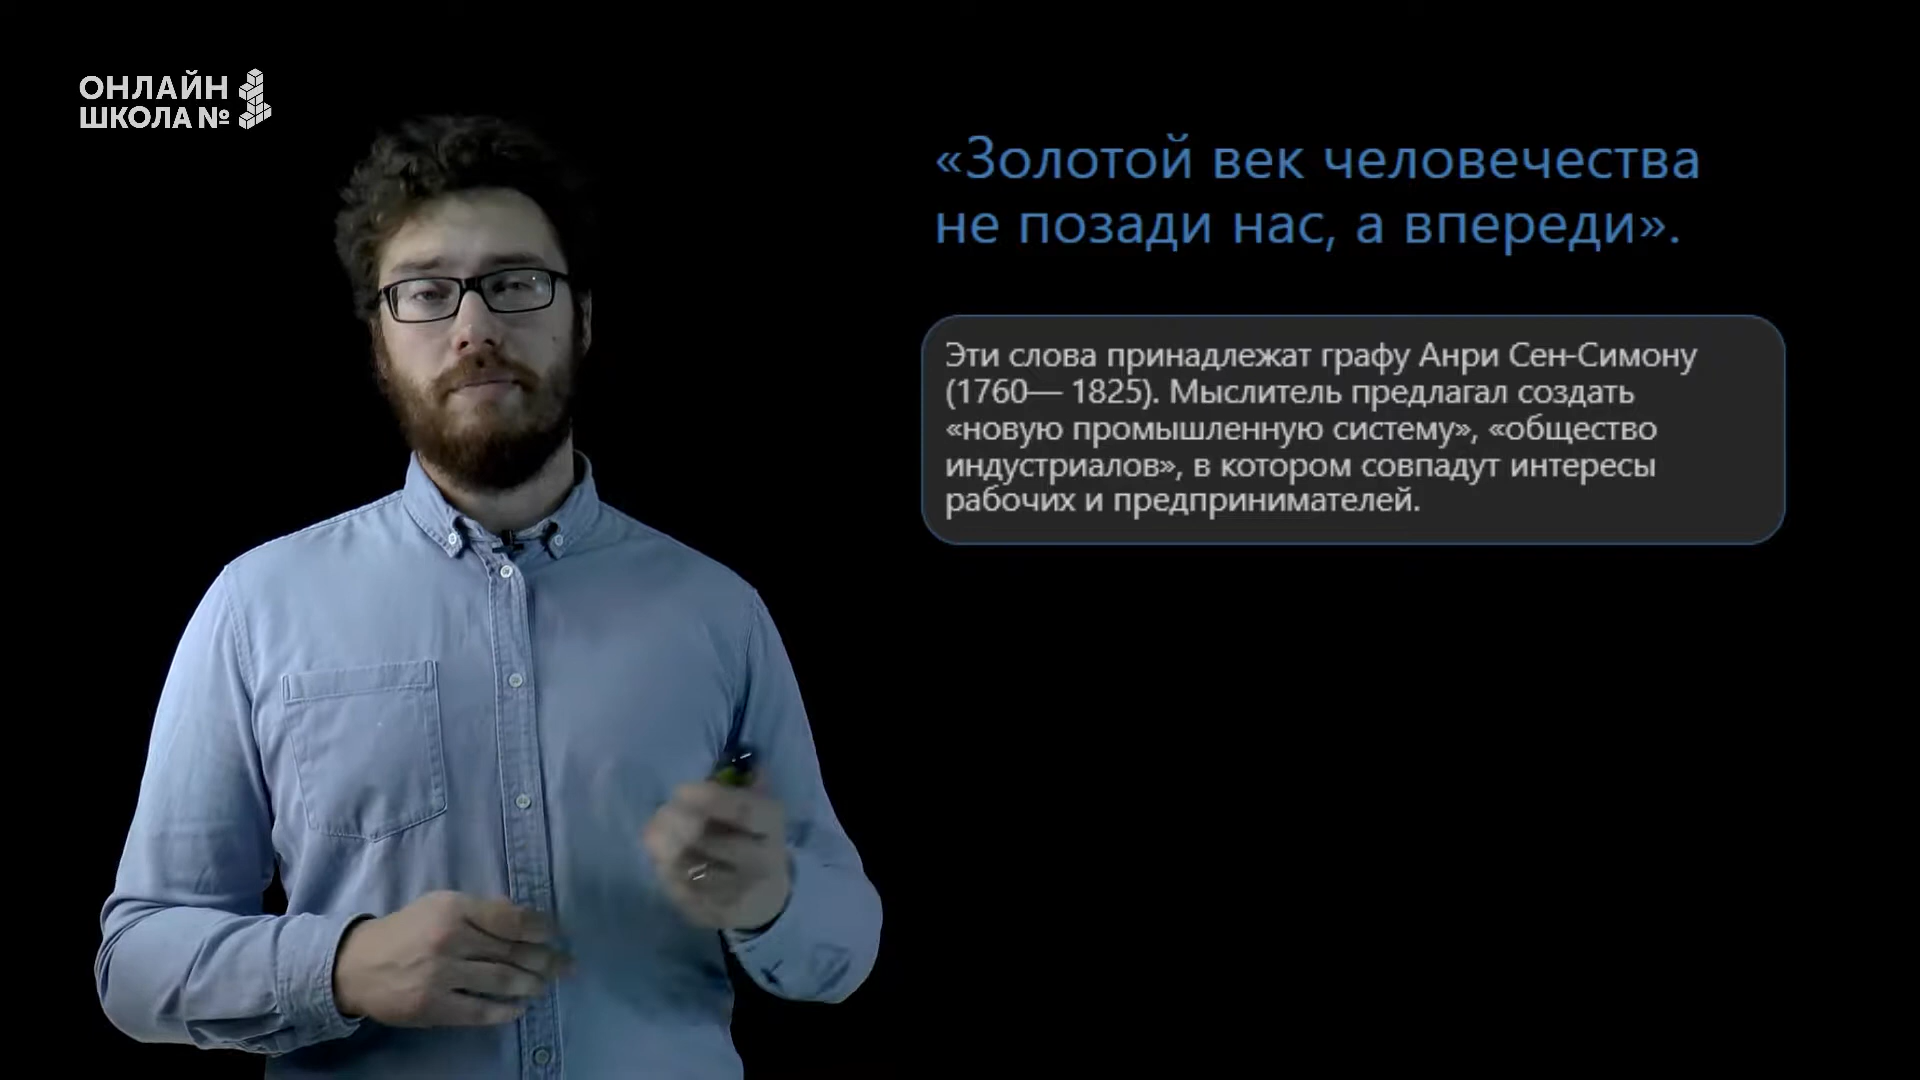 ОНЛАЙН
ШКОЛА №1
«Золотой век человечества
не позади нас, а впереди».
Эти слова принадлежат графу Анри Сен-Симону
(1760— 1825). Мыслитель предлагал создать
«новую промышленную систему», «общество
индустриалов», в котором совпадут интересы
рабочих и предпринимателей.